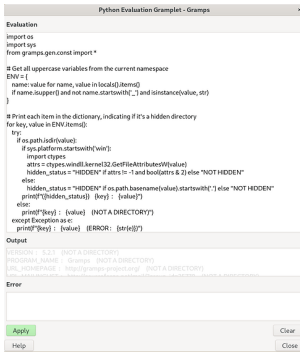 Python Evaluation Gramplet - Gramps
Evaluation
import os
import sys
from gramps.gen.const import *
# Get all uppercase variables from the current namespace
ENV = {
name: value for name, value in locals().items()
if name.isupper() and not name.startswith('_') and isinstance(value, str)
}
# Print each item in the dictionary, indicating if it's a hidden directory
for key, value in ENV.items():
try:
if os.path.isdir(value):
if sys.platform.startswith('win'):
import ctypes
attrs = ctypes.windll.kernel32.GetFileAttributesW(value)
hidden_status = "HIDDEN" if attrs != -1 and bool(attrs & 2) else "NOT HIDDEN"
else:
hidden_status = "HIDDEN" if os.path.basename(value).startswith('.') else "NOT HIDDEN"
print(f"({hidden_status}) {key} : {value}")
else:
print(f"{key} : {value} (NOT A DIRECTORY)")
except Exception as e:
print(f"{key} : {value} (ERROR: {str(e)})")
Output
VERSION : 5.2.1 (NOT A DIRECTORY)
PROGRAM_NAME : Gramps (NOT A DIRECTORY)
URL_HOMEPAGE : http://gramps-project.org/ (NOT A DIRECTORY)
Error
Apply
Clear
Help
Close